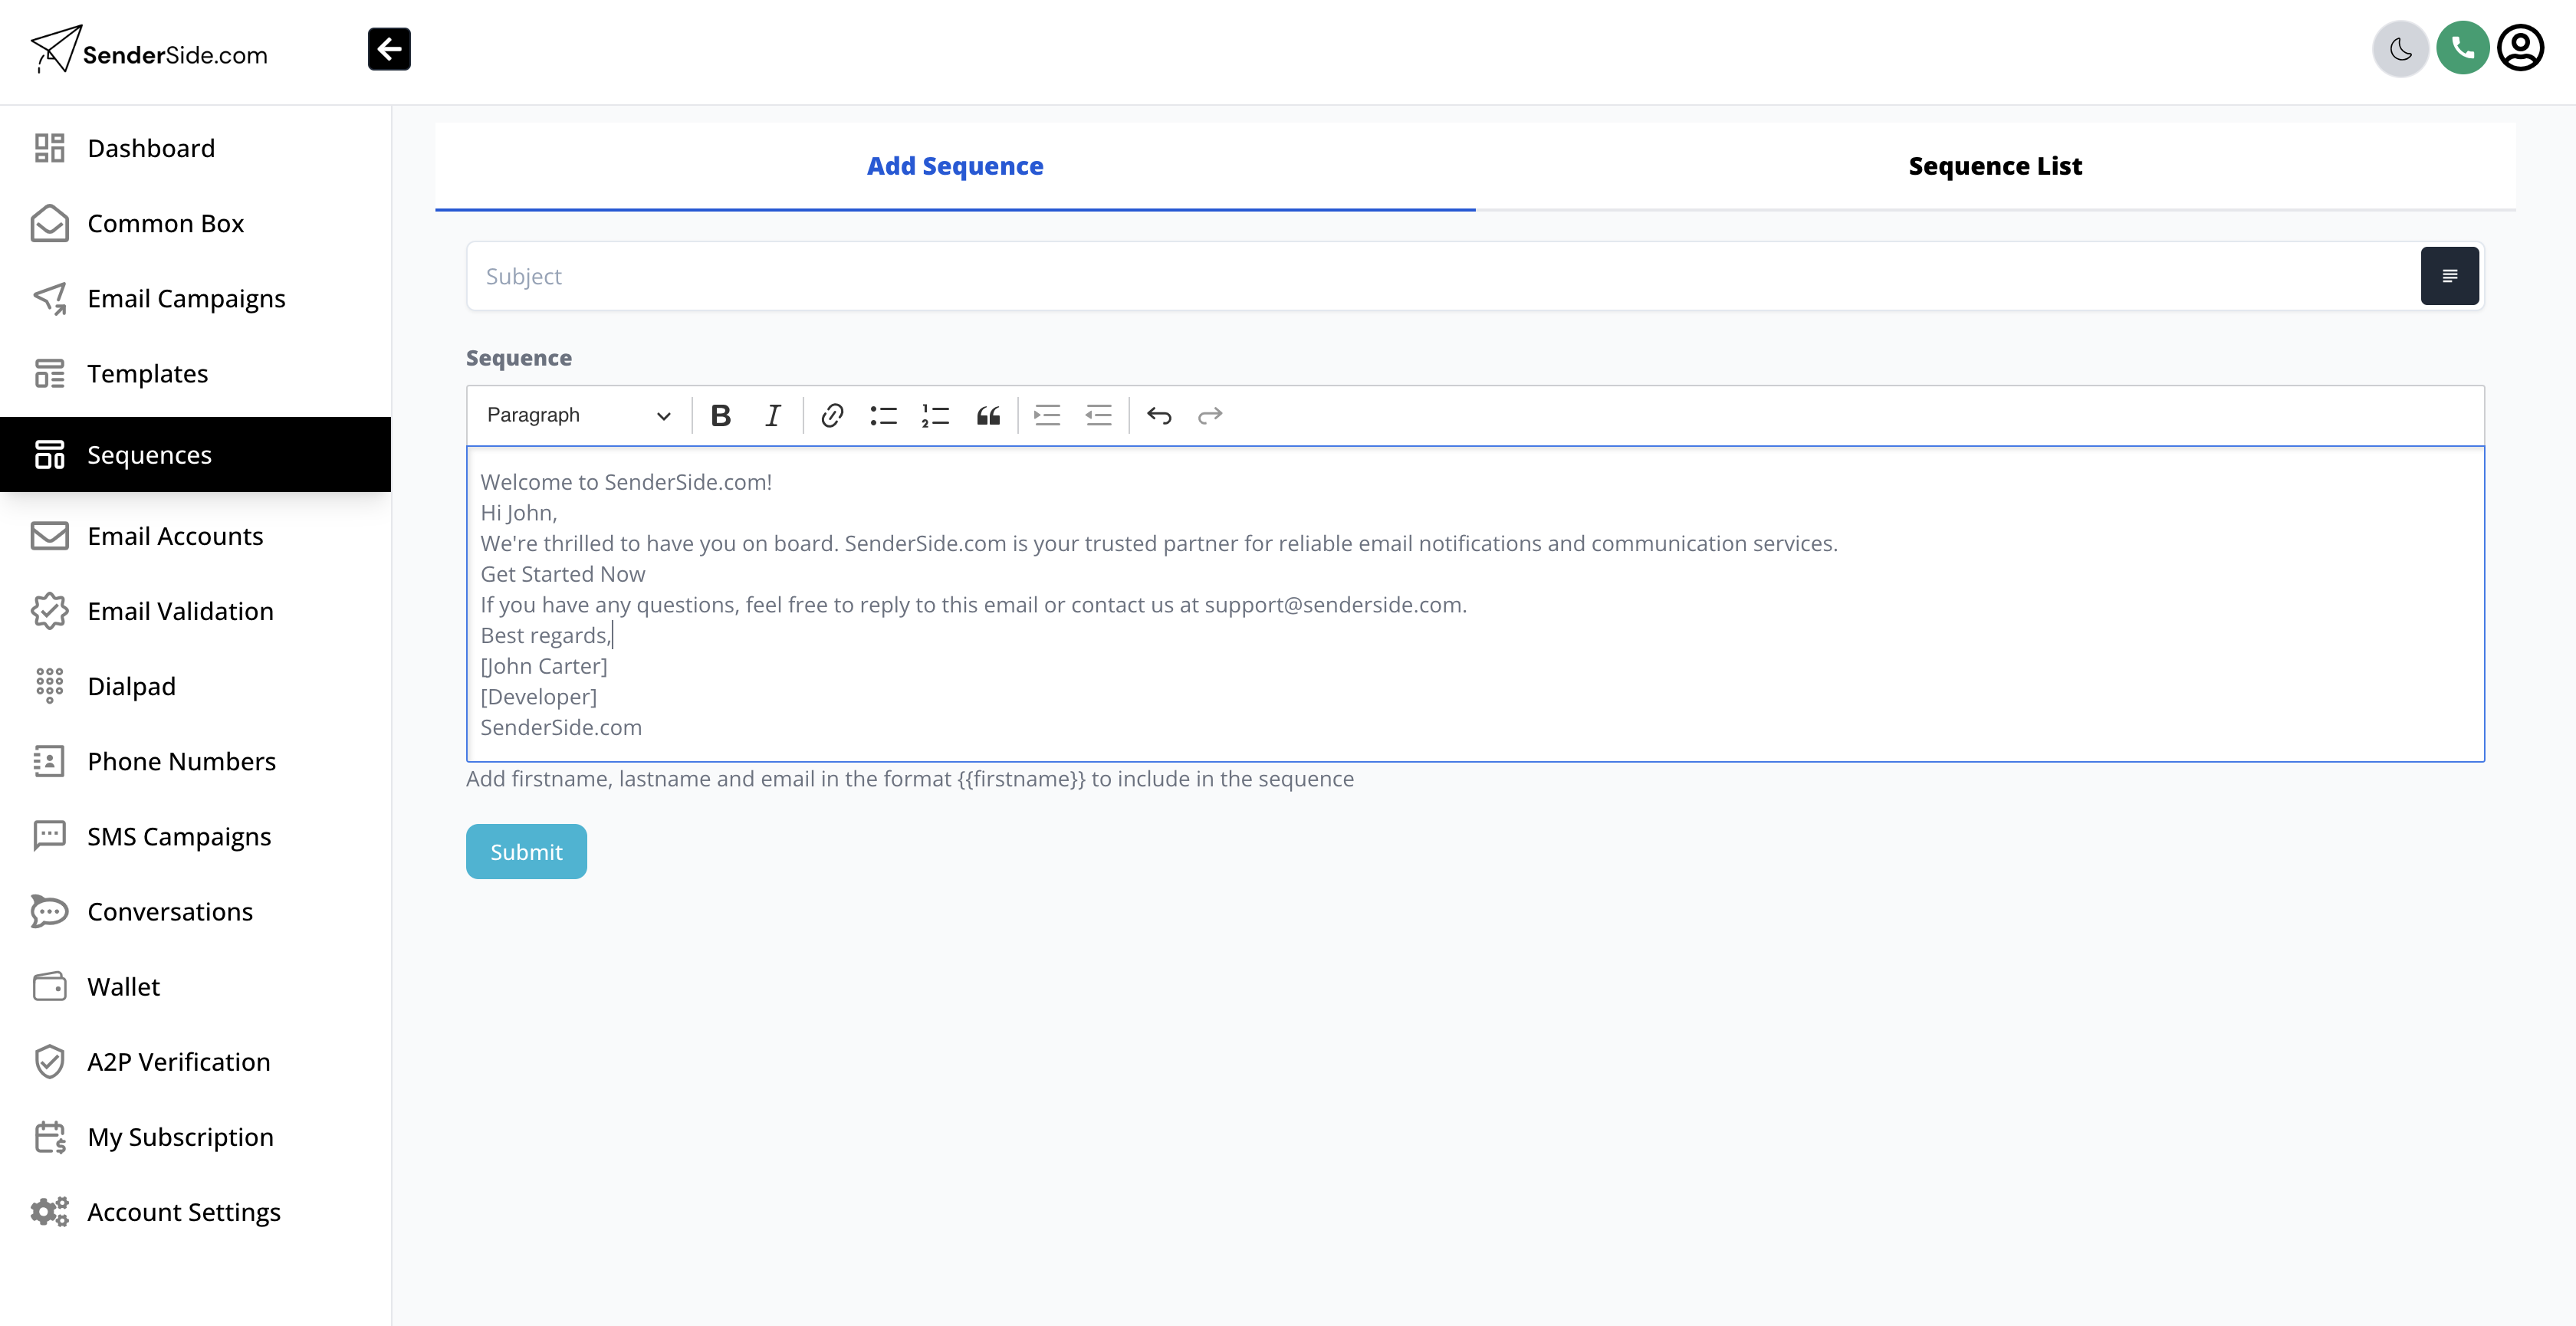 SenderSide.com
Dashboard
Common Box
Email Campaigns
Templates
Sequences
Email Accounts
Email Validation
Dialpad
Phone Numbers
SMS Campaigns
Conversations
Wallet
A2P Verification
My Subscription
Account Settings
Add Sequence
Sequence List
Subject
Sequence
Paragraph
Welcome to SenderSide.com!
Hi John,
We're thrilled to have you on board. SenderSide.com is your trusted partner for reliable email notifications and communication services.
Get Started Now
If you have any questions, feel free to reply to this email or contact us at support@senderside.com.
Best regards,
[John Carter]
[Developer]
SenderSide.com
Add firstname, lastname and email in the format {{firstname}} to include in the sequence
Submit